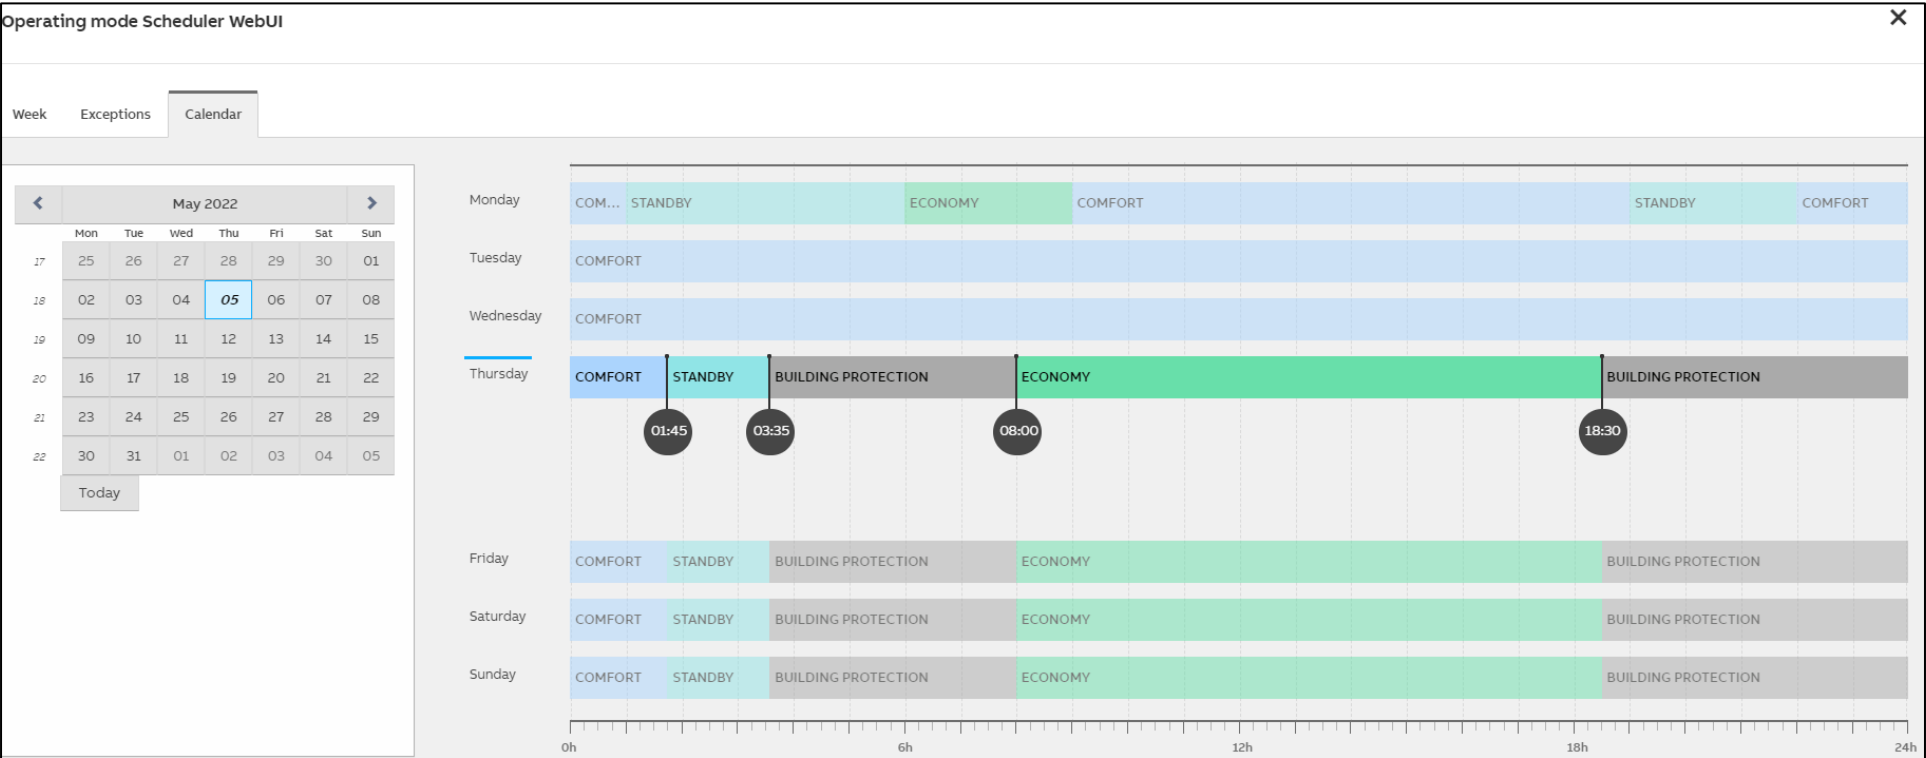 Operating mode Scheduler WebUI
Week Exceptions Calendar
May 2022
Mon Tue Wed Thu Fri Sat Sun
17 25 26 27 28 29 30 01
18 02 03 04 05 06 07 08
19 09 10 11 12 13 14 15
20 16 17 18 19 20 21 22
21 23 24 25 26 27 28 29
22 30 31 01 02 03 04 05
Today
Monday COM... STANDBY ECONOMY COMFORT STANDBY COMFORT
Tuesday COMFORT
Wednesday COMFORT
Thursday COMFORT STANDBY BUILDING PROTECTION ECONOMY BUILDING PROTECTION
01:45 03:35 08:00 18:30
Friday COMFORT STANDBY BUILDING PROTECTION ECONOMY BUILDING PROTECTION
Saturday COMFORT STANDBY BUILDING PROTECTION ECONOMY BUILDING PROTECTION
Sunday COMFORT STANDBY BUILDING PROTECTION ECONOMY BUILDING PROTECTION
0h 6h 12h 18h 24h